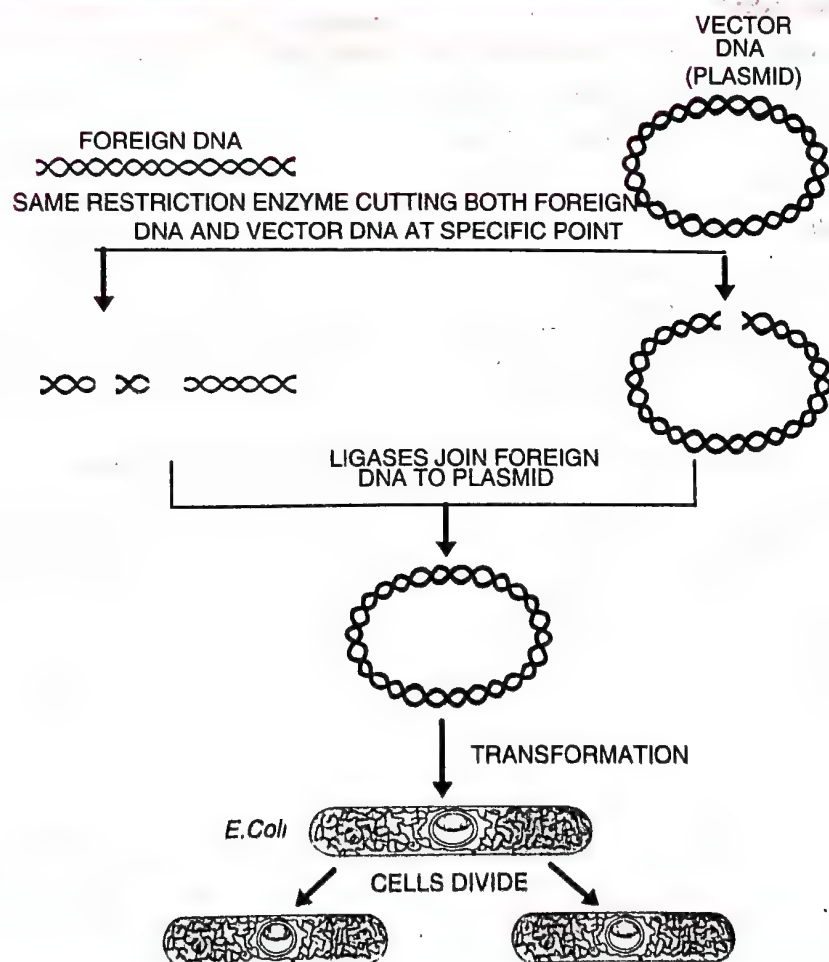 VECTOR
DNA
(PLASMID)
FOREIGN DNA
SAME RESTRICTION ENZYME CUTTING BOTH FOREIGN
DNA AND VECTOR DNA AT SPECIFIC POINT
LIGASES JOIN FOREIGN
DNA TO PLASMID
TRANSFORMATION
E.Coli
CELLS DIVIDE